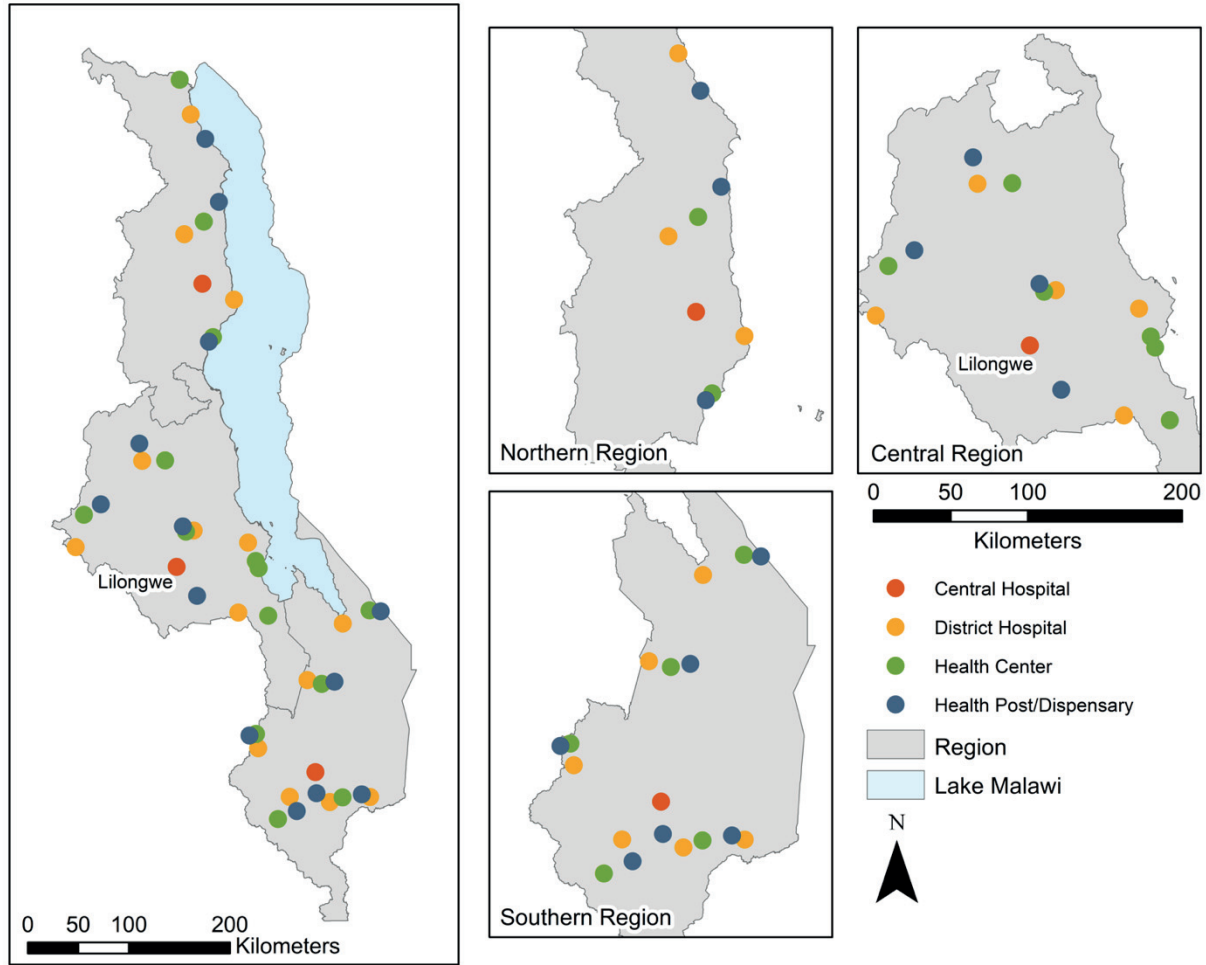 Lilongwe
0 50 100 200
Kilometers
Northern Region
Lilongwe
Central Region
0 50 100 200
Kilometers
Southern Region
Central Hospital
District Hospital
Health Center
Health Post/Dispensary
Region
Lake Malawi
N